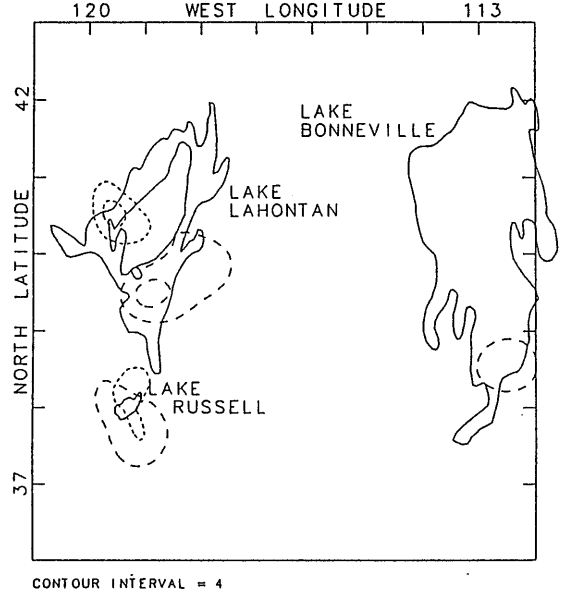 120 WEST LONGITUDE 113
42
LAKE
BONNEVILLE
LAKE
LAHONTAN
NORTH LATITUDE
LAKE
RUSSELL
37
CONTOUR INTERVAL = 4